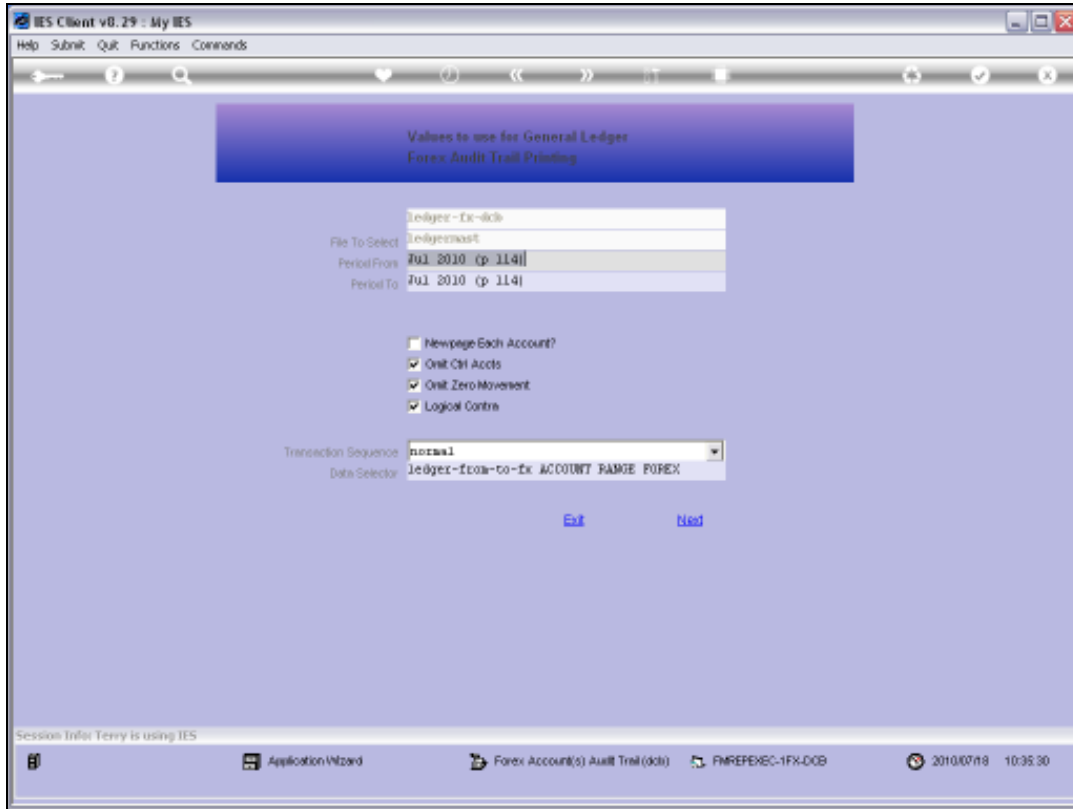 IES Client v8.29 : My IES
Help Submit Quit Functions Commands
Values to use for General Ledger
Forex Audit Trail Printing
ledger-fx-dcb
File To Select ledgermast
Period From Jul 2010 (p 114)
Period To Jul 2010 (p 114)
Newpage Each Account?
Omit Ctrl Accts
Omit Zero Movement
Logical Contra
Transaction Sequence normal
Data Selector ledger-from-to-fx ACCOUNT RANGE FOREX
Exit Next
Session Info: Terry is using IES
Application Wizard Forex Account(s) Audit Trail (dcb) FMREPEXEC-1FX-DCB 2010/07/18 10:35:30